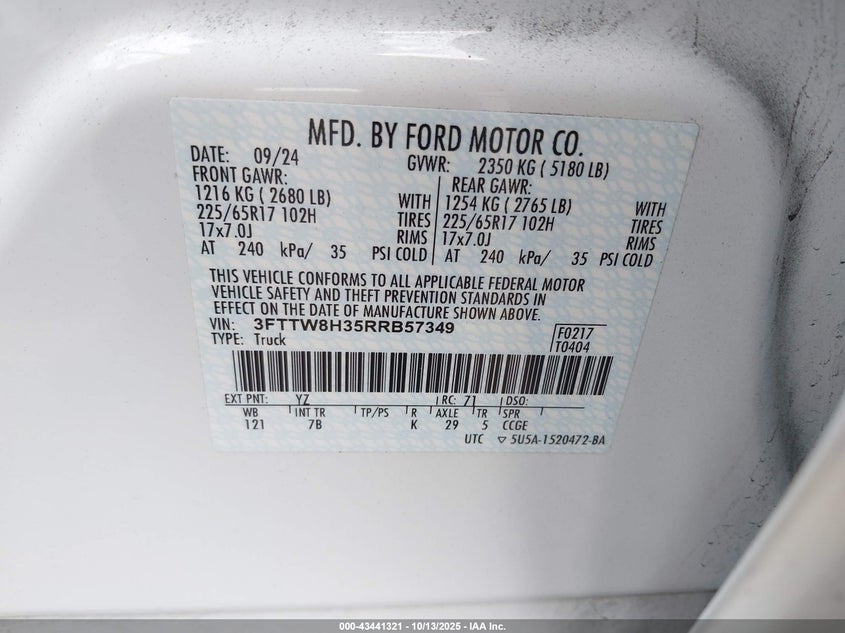 MFD. BY FORD MOTOR CO.
DATE: 09/24 GVWR: 2350 KG ( 5180 LB)
FRONT GAWR: REAR GAWR:
1216 KG ( 2680 LB) WITH 1254 KG ( 2765 LB) WITH
225/65R17 102H TIRES 225/65R17 102H TIRES
17x7.0J RIMS 17x7.0J RIMS
AT 240 kPa/ 35 PSI COLD AT 240 kPa/ 35 PSI COLD
THIS VEHICLE CONFORMS TO ALL APPLICABLE FEDERAL MOTOR
VEHICLE SAFETY AND THEFT PREVENTION STANDARDS IN
EFFECT ON THE DATE OF MANUFACTURE SHOWN ABOVE.
VIN: 3FTTW8H35RRB57349 F0217
TYPE: Truck T0404
EXT PNT: YZ RC: 71 DSO:
WB INT TR TP/PS R AXLE TR SPR
121 7B K 29 5 CCGE
UTC ▽ 5U5A-1520472-BA
000-43441321 | 10/13/2025 | IAA Inc.